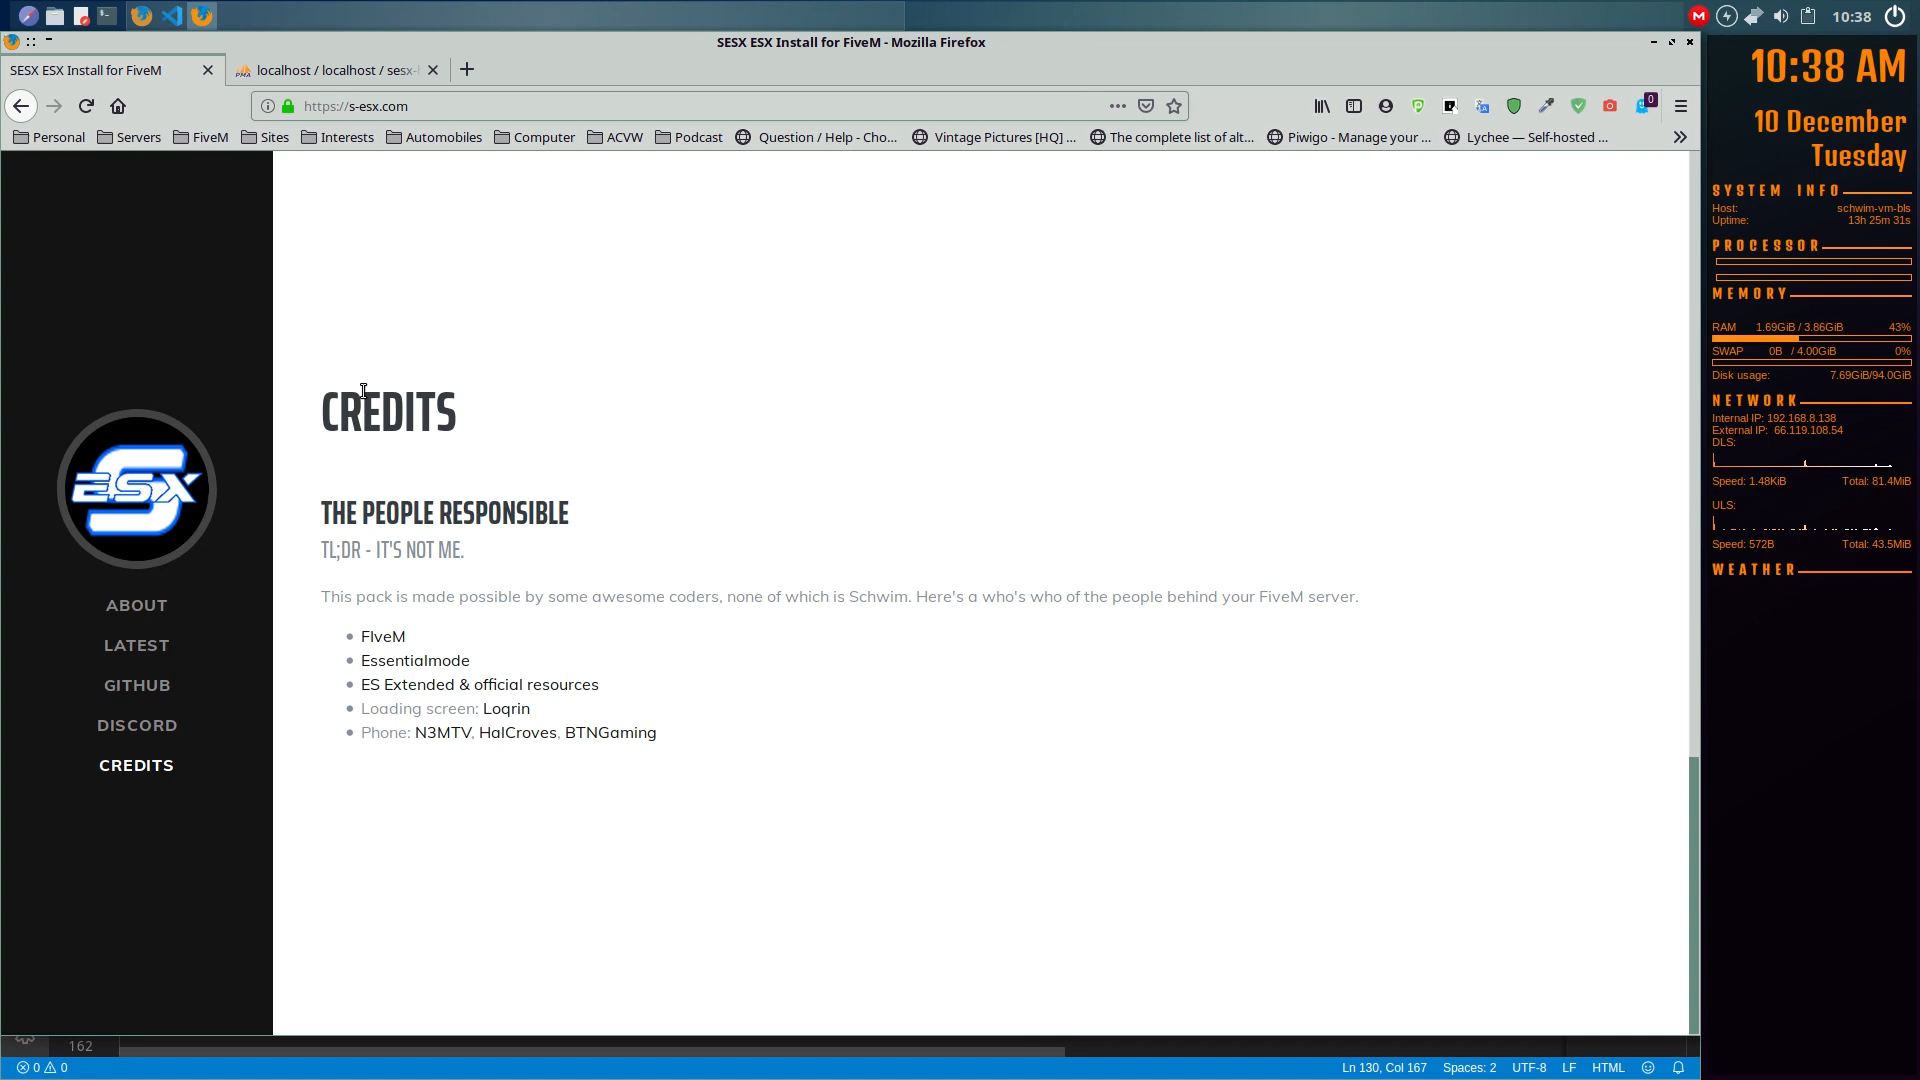 10:38
SESX ESX Install for FiveM - Mozilla Firefox
SESX ESX Install for FiveM
localhost / localhost / sesx-
https://s-esx.com
0
Personal Servers FiveM Sites Interests Automobiles Computer ACVW Podcast Question / Help - Cho... Vintage Pictures [HQ] ... The complete list of alt... Piwigo - Manage your ... Lychee — Self-hosted ...
ESX
ABOUT
LATEST
GITHUB
DISCORD
CREDITS
CREDITS
THE PEOPLE RESPONSIBLE
TL;DR - IT'S NOT ME.
This pack is made possible by some awesome coders, none of which is Schwim. Here's a who's who of the people behind your FiveM server.
FIveM
Essentialmode
ES Extended & official resources
Loading screen: Loqrin
Phone: N3MTV, HalCroves, BTNGaming
162
0 0
Ln 130, Col 167 Spaces: 2 UTF-8 LF HTML
10:38 AM
10 December
Tuesday
SYSTEM INFO
Host: schwim-vm-bls
Uptime: 13h 25m 31s
PROCESSOR
MEMORY
RAM 1.69GiB / 3.86GiB 43%
SWAP 0B / 4.00GiB 0%
Disk usage: 7.69GiB/94.0GiB
NETWORK
Internal IP: 192.168.8.138
External IP: 66.119.108.54
DLS:
Speed: 1.48KiB Total: 81.4MiB
ULS:
Speed: 572B Total: 43.5MiB
WEATHER